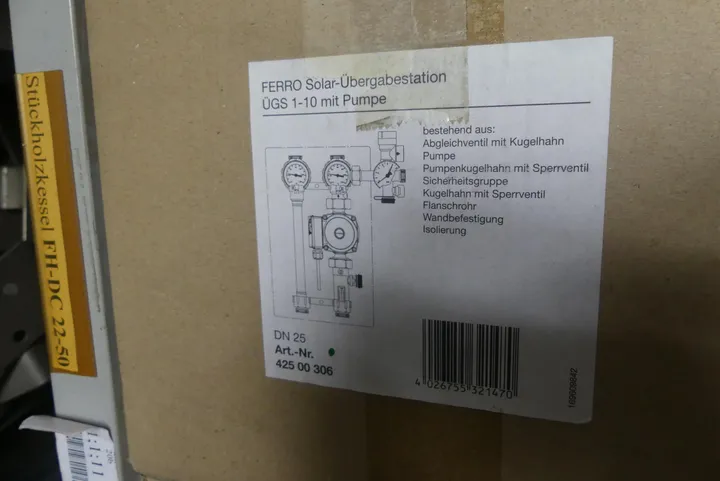 Stückholzkessel FH-DC 22-50
FERRO Solar-Übergabestation
ÜGS 1-10 mit Pumpe
bestehend aus:
Abgleichventil mit Kugelhahn
Pumpe
Pumpenkugelhahn mit Sperrventil
Sicherheitsgruppe
Kugelhahn mit Sperrventil
Flanschrohr
Wandbefestigung
Isolierung
DN 25
Art.-Nr.
425 00 306
4 026755 321470